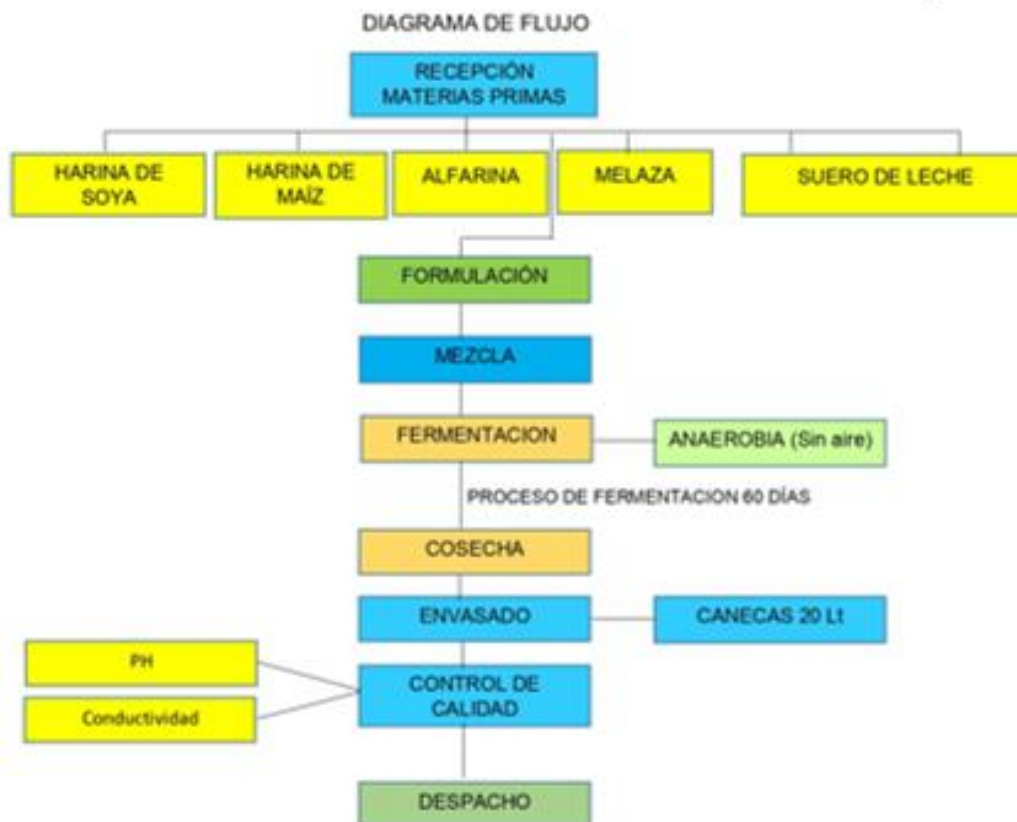 DIAGRAMA DE FLUJO
RECEPCIÓN
MATERIAS PRIMAS
HARINA DE
SOYA
HARINA DE
MAÍZ
ALFARINA
MELAZA
SUERO DE LECHE
FORMULACIÓN
MEZCLA
FERMENTACION
ANAEROBIA (Sin aire)
PROCESO DE FERMENTACION 60 DÍAS
COSECHA
ENVASADO
CANECAS 20 Lt
PH
Conductividad
CONTROL DE
CALIDAD
DESPACHO